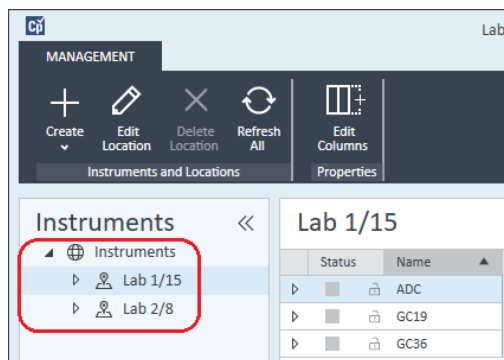 Cp
Lab
MANAGEMENT
Create
Edit
Location
Delete
Location
Refresh
All
Edit
Columns
Instruments and Locations
Properties
Instruments
Lab 1/15
Instruments
Lab 1/15
Lab 2/8
Status Name
ADC
GC19
GC36